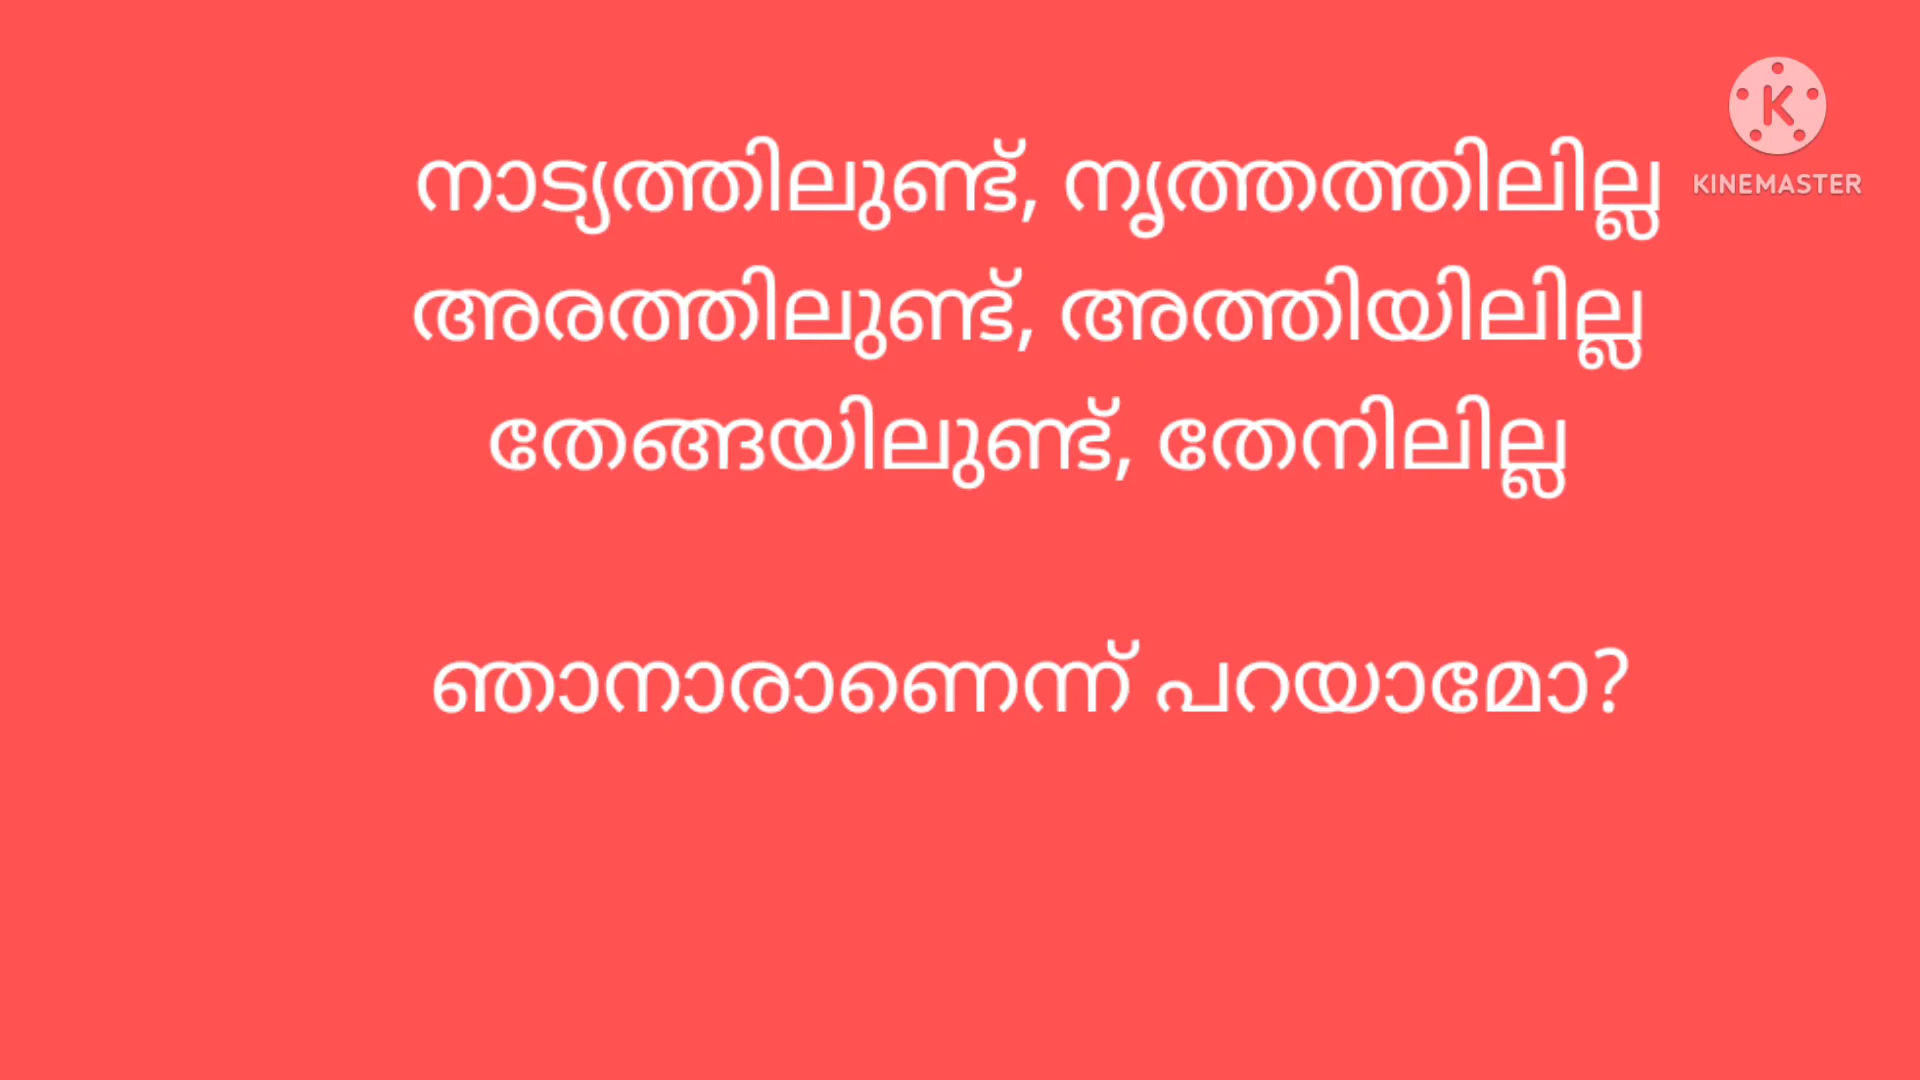 നാട്യത്തിലുണ്ട്, നൃത്തത്തിലില്ല
അരത്തിലുണ്ട്, അത്തിയിലില്ല
തേങ്ങയിലുണ്ട്, തേനിലില്ല
ഞാനാരാണെന്ന് പറയാമോ?
K
KINEMASTER